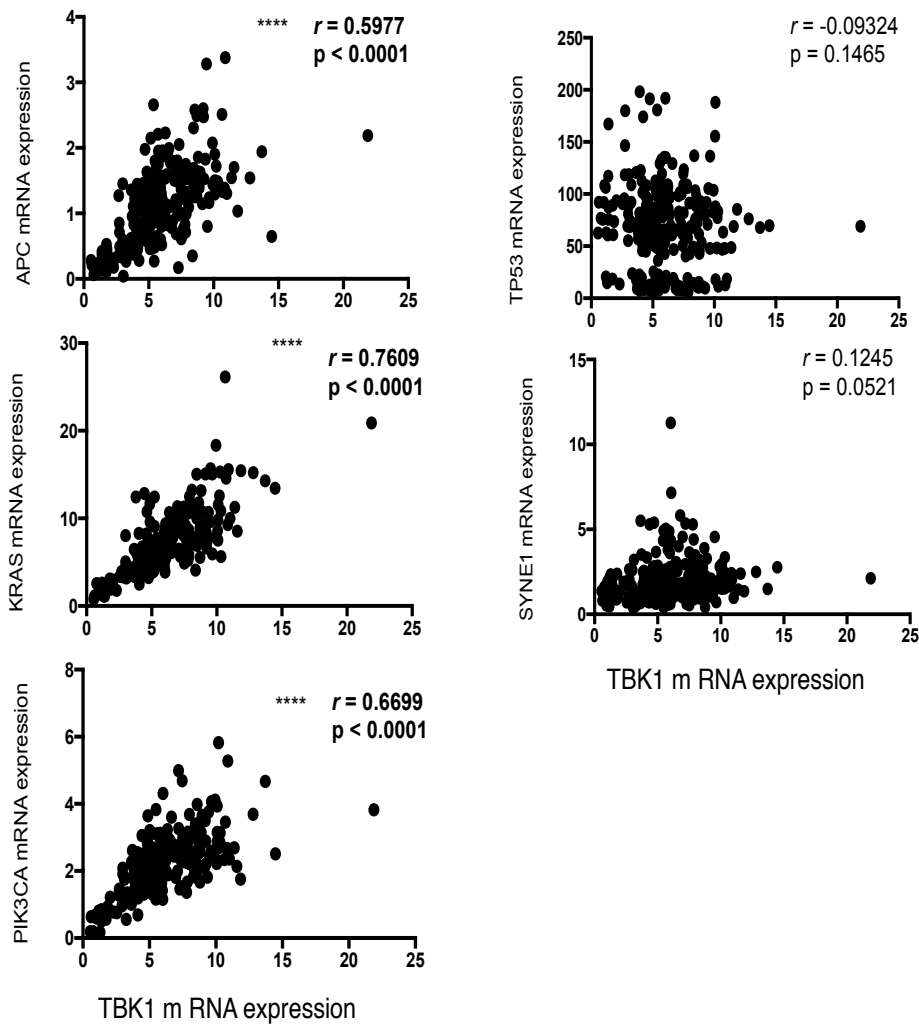 **** r = 0.5977
p < 0.0001
4
3
2
1
0
APC mRNA expression
0 5 10 15 20 25
r = -0.09324
p = 0.1465
250
200
150
100
50
0
TP53 mRNA expression
0 5 10 15 20 25
**** r = 0.7609
p < 0.0001
30
20
10
0
KRAS mRNA expression
0 5 10 15 20 25
r = 0.1245
p = 0.0521
15
10
5
0
SYNE1 mRNA expression
0 5 10 15 20 25
TBK1 m RNA expression
**** r = 0.6699
p < 0.0001
8
6
4
2
0
PIK3CA mRNA expression
0 5 10 15 20 25
TBK1 m RNA expression